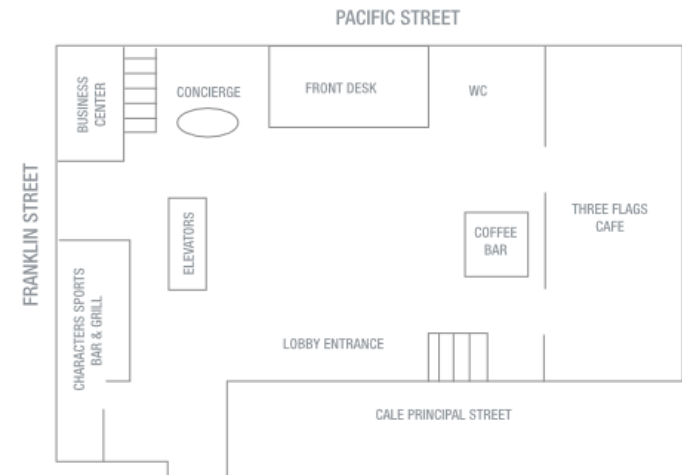 PACIFIC STREET
FRANKLIN STREET
BUSINESS
CENTER
CONCIERGE
FRONT DESK
WC
ELEVATORS
COFFEE
BAR
THREE FLAGS
CAFE
CHARACTERS SPORTS
BAR & GRILL
LOBBY ENTRANCE
CALE PRINCIPAL STREET